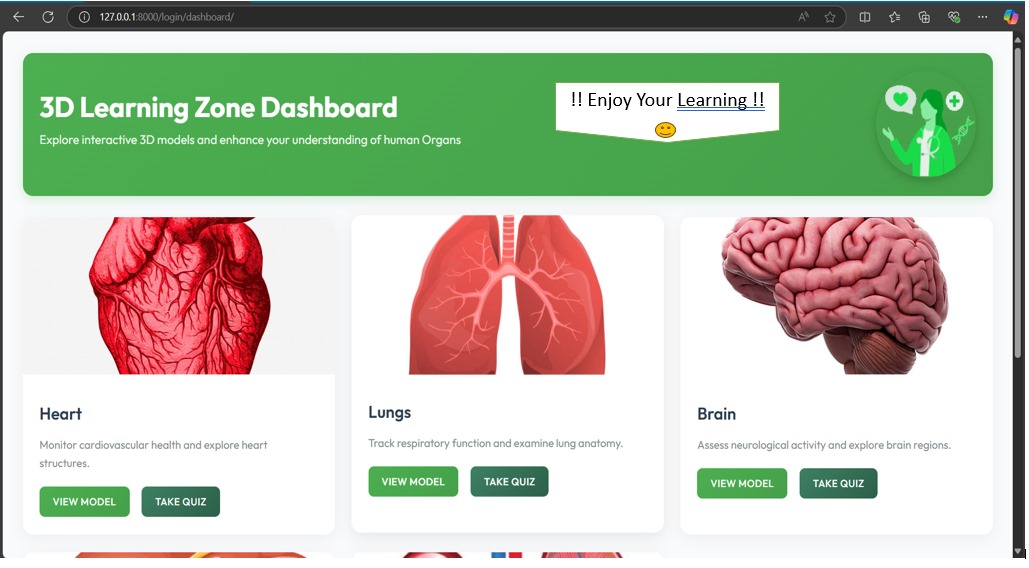 127.0.0.1:8000/login/dashboard/
3D Learning Zone Dashboard
Explore interactive 3D models and enhance your understanding of human Organs
!! Enjoy Your Learning !!
Heart
Monitor cardiovascular health and explore heart
structures.
VIEW MODEL
TAKE QUIZ
Lungs
Track respiratory function and examine lung anatomy.
VIEW MODEL
TAKE QUIZ
Brain
Assess neurological activity and explore brain regions.
VIEW MODEL
TAKE QUIZ